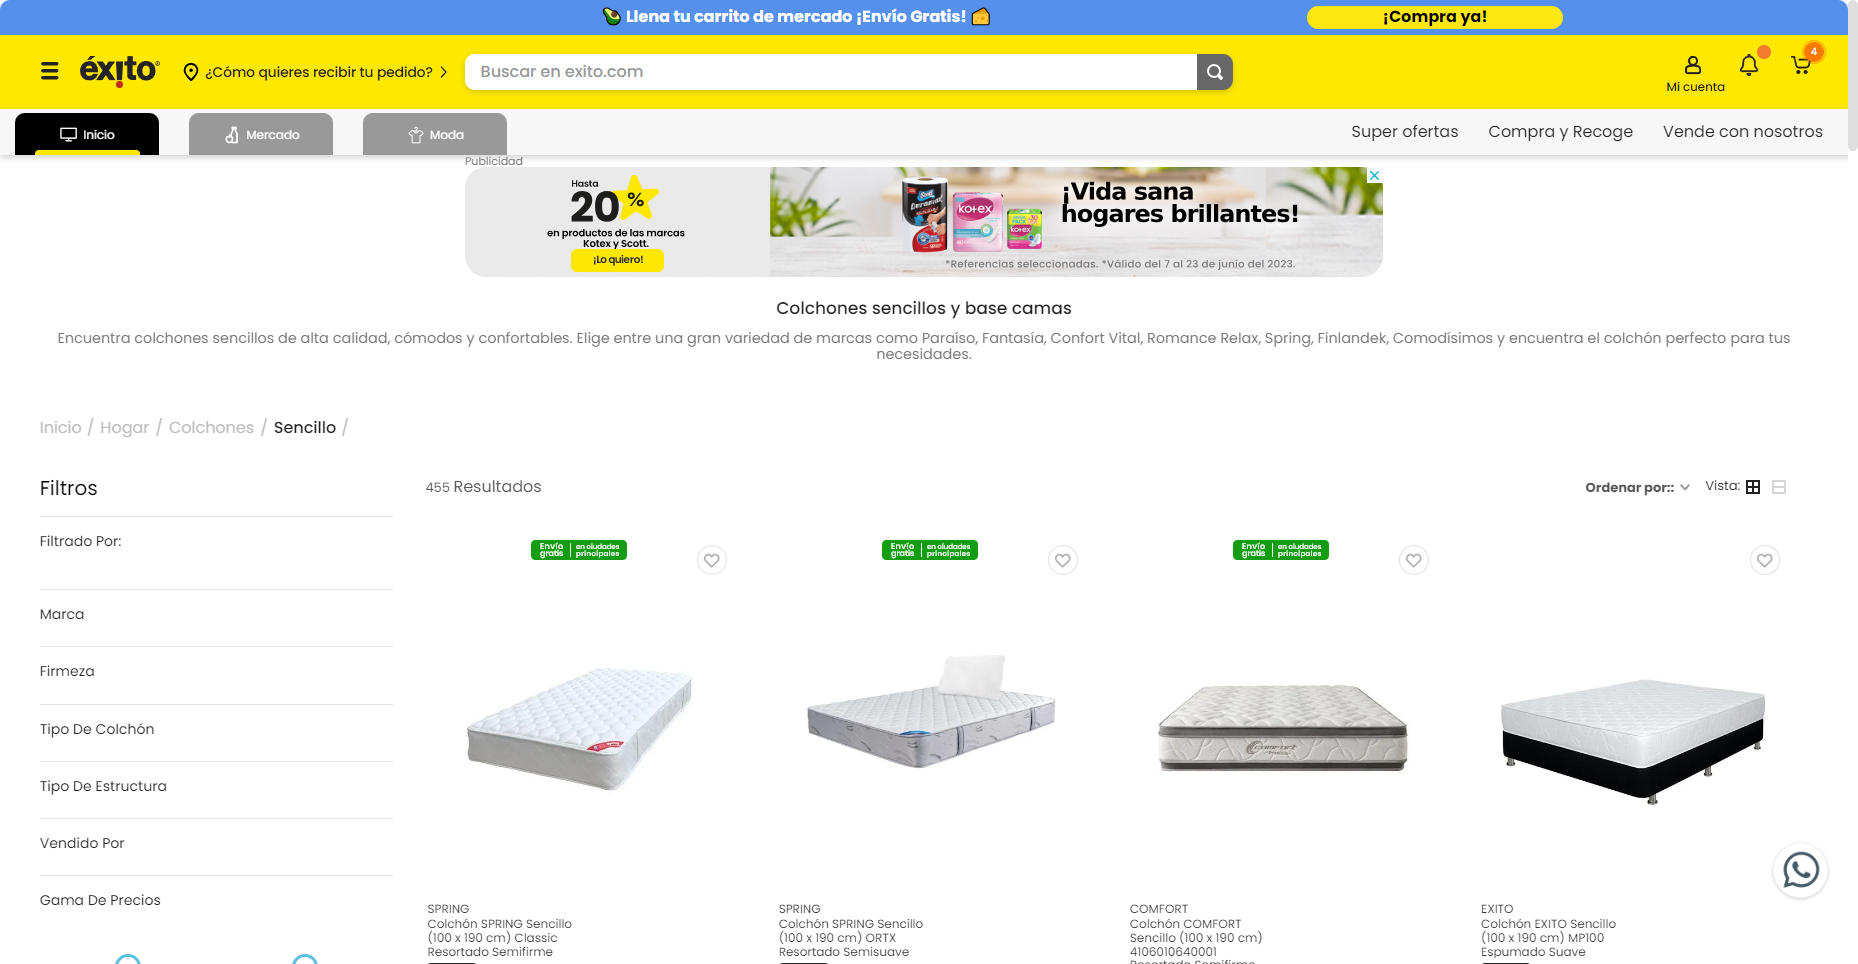 Llena tu carrito de mercado ¡Envío Gratis!
¡Compra ya!
éxito
¿Cómo quieres recibir tu pedido?
Buscar en exito.com
Mi cuenta
4
Inicio
Mercado
Moda
Super ofertas
Compra y Recoge
Vende con nosotros
Publicidad
Hasta
20%
en productos de las marcas
Kotex y Scott.
¡Lo quiero!
Scott
kotex
kotex
¡Vida sana
hogares brillantes!
*Referencias seleccionadas. *Válido del 7 al 23 de junio del 2023.
Colchones sencillos y base camas
Encuentra colchones sencillos de alta calidad, cómodos y confortables. Elige entre una gran variedad de marcas como Paraíso, Fantasía, Confort Vital, Romance Relax, Spring, Finlandek, Comodísimos y encuentra el colchón perfecto para tus
necesidades.
Inicio / Hogar / Colchones / Sencillo /
Filtros
455 Resultados
Ordenar por::
Vista:
Filtrado Por:
Marca
Firmeza
Tipo De Colchón
Tipo De Estructura
Vendido Por
Gama De Precios
Envío
gratis
en ciudades
principales
Envío
gratis
en ciudades
principales
Envío
gratis
en ciudades
principales
SPRING
Colchón SPRING Sencillo
(100 x 190 cm) Classic
Resortado Semifirme
SPRING
Colchón SPRING Sencillo
(100 x 190 cm) ORTX
Resortado Semisuave
COMFORT
Colchón COMFORT
Sencillo (100 x 190 cm)
4106010640001
Resortado Semifirme
EXITO
Colchón EXITO Sencillo
(100 x 190 cm) MP100
Espumado Suave